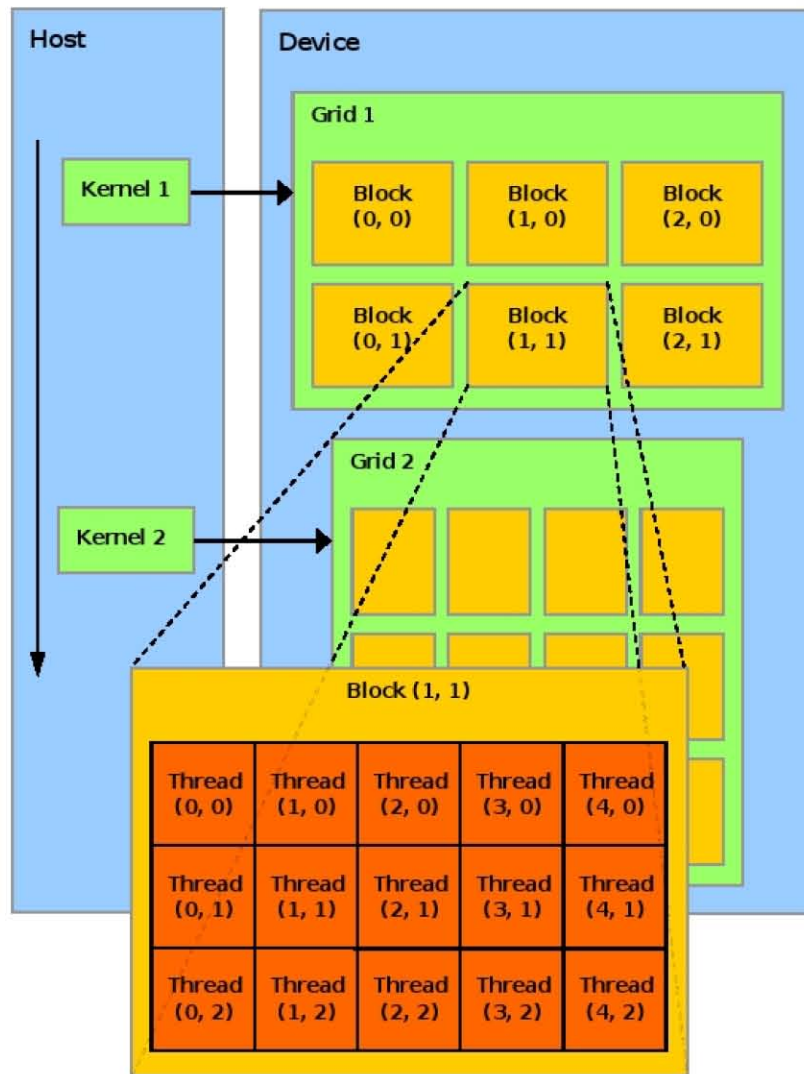 Host
Device
Grid 1
Kernel 1
Block
(0, 0)
Block
(1, 0)
Block
(2, 0)
Block
(0, 1)
Block
(1, 1)
Block
(2, 1)
Grid 2
Kernel 2
Block (1, 1)
Thread
(0, 0)
Thread
(1, 0)
Thread
(2, 0)
Thread
(3, 0)
Thread
(4, 0)
Thread
(0, 1)
Thread
(1, 1)
Thread
(2, 1)
Thread
(3, 1)
Thread
(4, 1)
Thread
(0, 2)
Thread
(1, 2)
Thread
(2, 2)
Thread
(3, 2)
Thread
(4, 2)